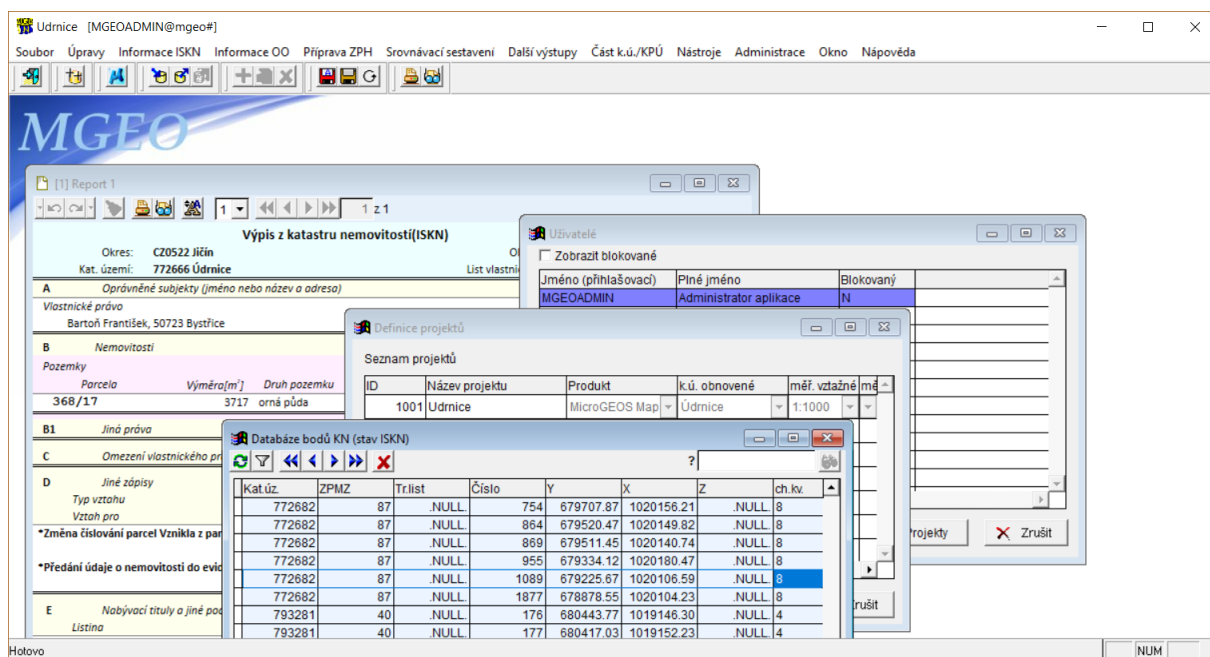 Udrnice [MGEOADMIN@mgeo#]
Soubor Úpravy Informace ISKN Informace OO Příprava ZPH Srovnávací sestavení Další výstupy Část k.ú./KPÚ Nástroje Administrace Okno Nápověda
MGEO
[1] Report 1
1 1 z 1
Výpis z katastru nemovitostí(ISKN)
Okres: CZ0522 Jičín
Kat. území: 772666 Údrnice List vlastni
A Oprávněné subjekty (jméno nebo název a adresa)
Vlastnické právo
Bartoň František, 50723 Bystřice
B Nemovitosti
Pozemky
Parcela Výměra[m²] Druh pozemku
368/17 3717 orná půda
B1 Jiná práva
C Omezení vlastnického pr
D Jiné zápisy
Typ vztahu
Vztah pro
*Změna číslování parcel Vznikla z par
*Předání údaje o nemovitosti do evid
E Nabývací tituly a jiné pod
Listina
Uživatelé
Zobrazit blokované
Jméno (přihlašovací) Plné jméno Blokovaný
MGEOADMIN Administrator aplikace N
rojekty Zrušit
Definice projektů
Seznam projektů
ID Název projektu Produkt k.ú. obnovené měř. vztažné mě
1001 Udrnice MicroGEOS Map Údrnice 1:1000
rušit
Databáze bodů KN (stav ISKN)
?
Kat.úz. ZPMZ Tr.list Číslo Y X Z ch.kv.
772682 87 .NULL. 754 679707.87 1020156.21 .NULL. 8
772682 87 .NULL. 864 679520.47 1020149.82 .NULL. 8
772682 87 .NULL. 869 679511.45 1020140.74 .NULL. 8
772682 87 .NULL. 955 679334.12 1020180.47 .NULL. 8
772682 87 .NULL. 1089 679225.67 1020106.59 .NULL. 8
772682 87 .NULL. 1877 678878.55 1020104.23 .NULL. 8
793281 40 .NULL. 176 680443.77 1019146.30 .NULL. 4
793281 40 .NULL. 177 680417.03 1019152.23 .NULL. 4
Hotovo NUM